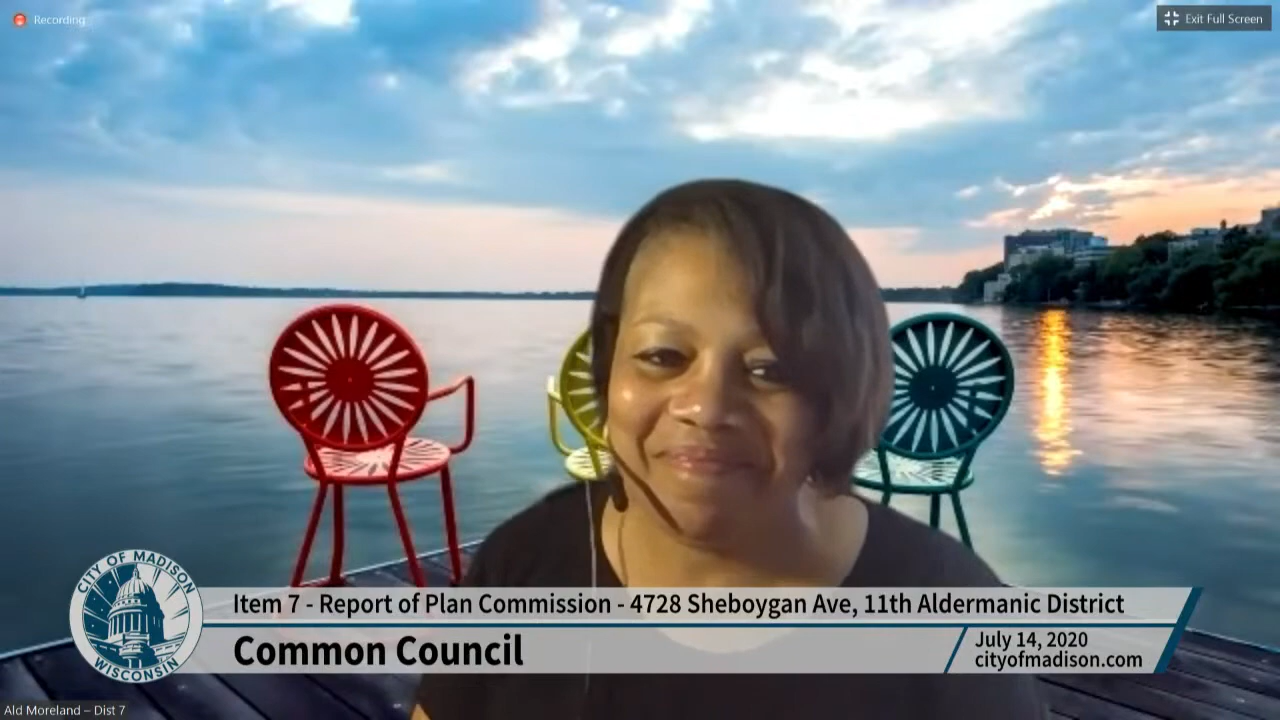 Recording
Exit Full Screen
CITY OF MADISON
WISCONSIN
Item 7 - Report of Plan Commission - 4728 Sheboygan Ave, 11th Aldermanic District
Common Council
July 14, 2020
cityofmadison.com
Ald Moreland – Dist 7